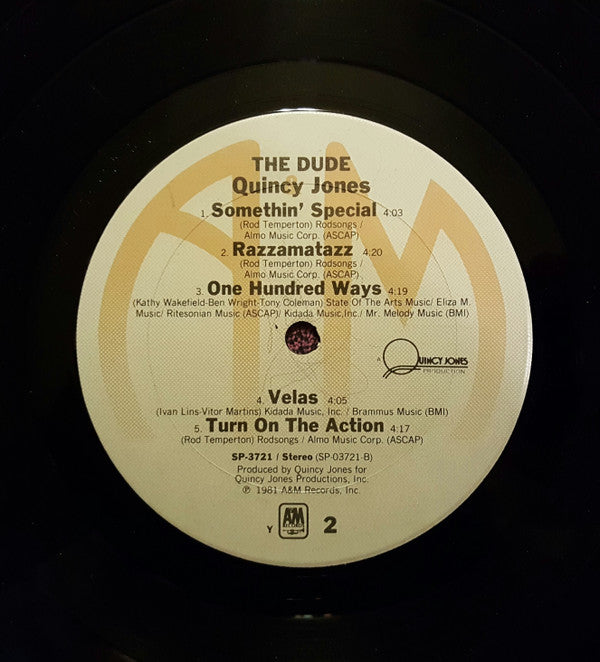 THE DUDE
Quincy Jones
1. Somethin' Special 4:03
(Rod Temperton) Rodsongs /
Almo Music Corp. (ASCAP)
2. Razzamatazz 4:20
(Rod Temperton) Rodsongs /
Almo Music Corp. (ASCAP)
3. One Hundred Ways 4:19
(Kathy Wakefield-Ben Wright-Tony Coleman) State Of The Arts Music/ Eliza M.
Music/ Ritesonian Music (ASCAP)/ Kidada Music,Inc./ Mr. Melody Music (BMI)
A
QUINCY JONES
PRODUCTION
4. Velas 4:05
(Ivan Lins-Vitor Martins) Kidada Music, Inc. / Brammus Music (BMI)
5. Turn On The Action 4:17
(Rod Temperton) Rodsongs / Almo Music Corp. (ASCAP)
SP-3721 / Stereo (SP-03721-B)
Produced by Quincy Jones for
Quincy Jones Productions, Inc.
℗ 1981 A&M Records, Inc.
Y A&M RECORDS 2
A&M